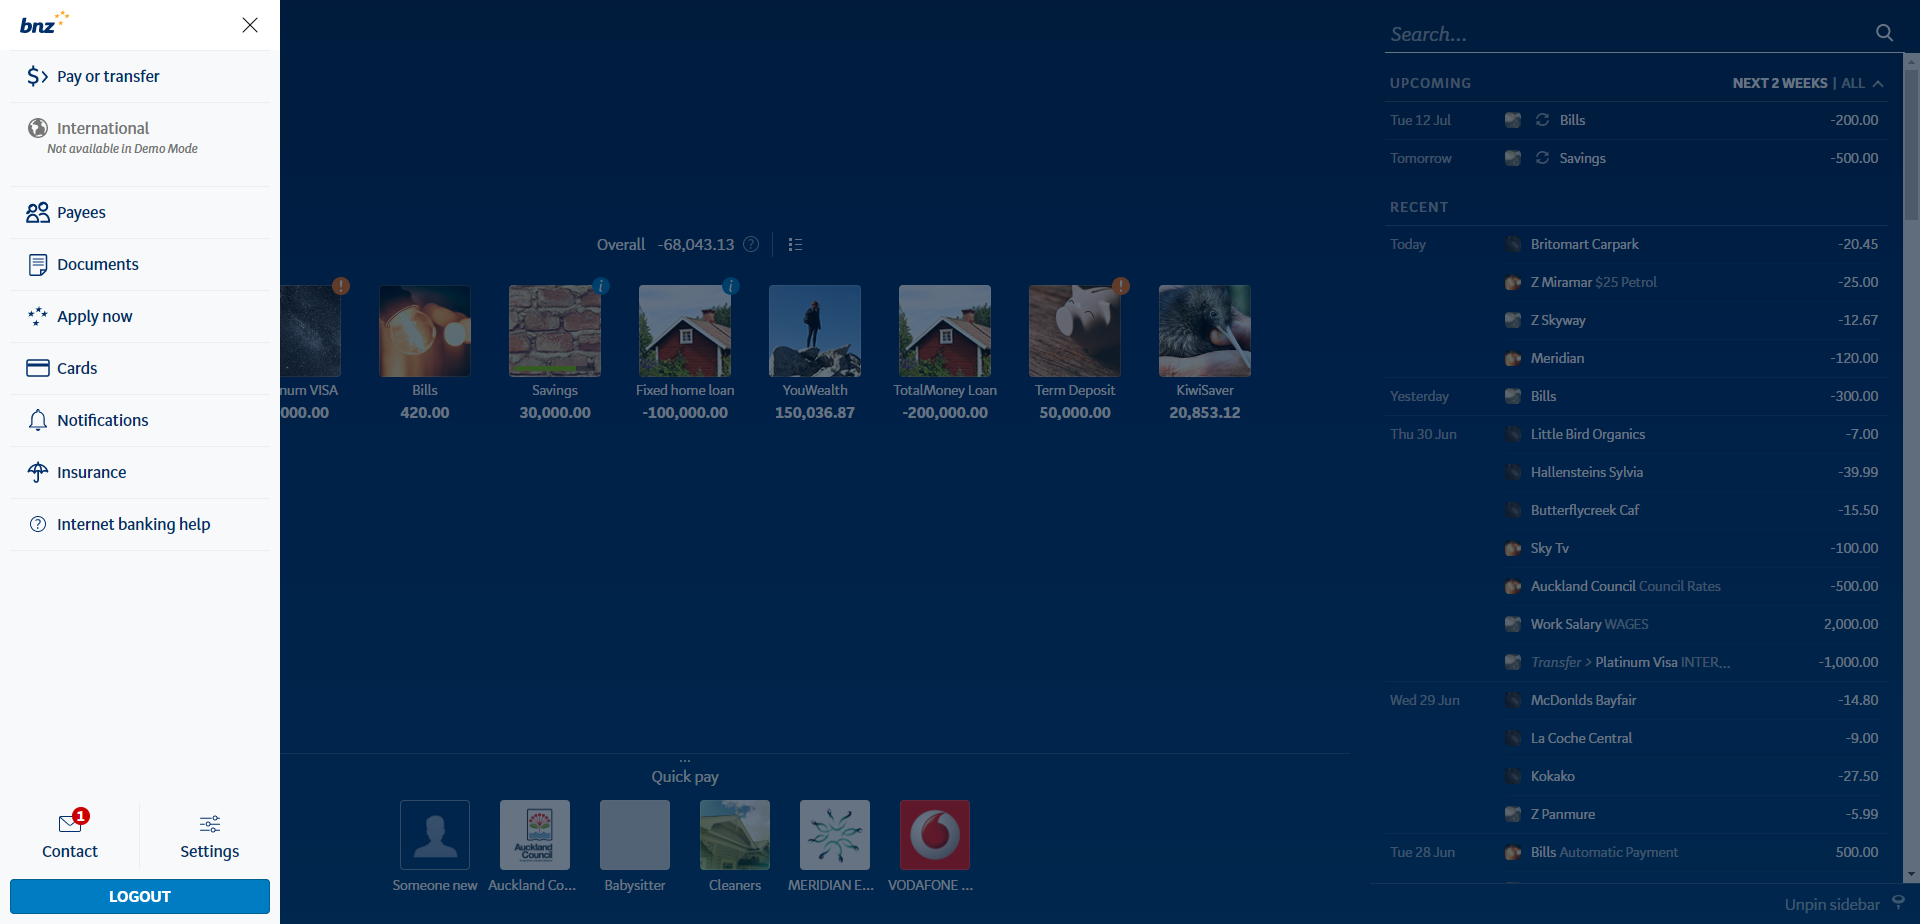 bnz
Pay or transfer
International
Not available in Demo Mode
Payees
Documents
Apply now
Cards
Notifications
Insurance
Internet banking help
1
Contact
Settings
LOGOUT
Overall -68,043.13 ?
num VISA
000.00
Bills
420.00
Savings
30,000.00
Fixed home loan
-100,000.00
YouWealth
150,036.87
TotalMoney Loan
-200,000.00
Term Deposit
50,000.00
KiwiSaver
20,853.12
...
Quick pay
Someone new
Auckland Council
Auckland Co...
Babysitter
Cleaners
MERIDIAN E...
VODAFONE ...
Search...
UPCOMING NEXT 2 WEEKS | ALL
Tue 12 Jul Bills -200.00
Tomorrow Savings -500.00
RECENT
Today Britomart Carpark -20.45
Z Miramar $25 Petrol -25.00
Z Skyway -12.67
Meridian -120.00
Yesterday Bills -300.00
Thu 30 Jun Little Bird Organics -7.00
Hallensteins Sylvia -39.99
Butterflycreek Caf -15.50
Sky Tv -100.00
Auckland Council Council Rates -500.00
Work Salary WAGES 2,000.00
Transfer > Platinum Visa INTER... -1,000.00
Wed 29 Jun McDonlds Bayfair -14.80
La Coche Central -9.00
Kokako -27.50
Z Panmure -5.99
Tue 28 Jun Bills Automatic Payment 500.00
Unpin sidebar